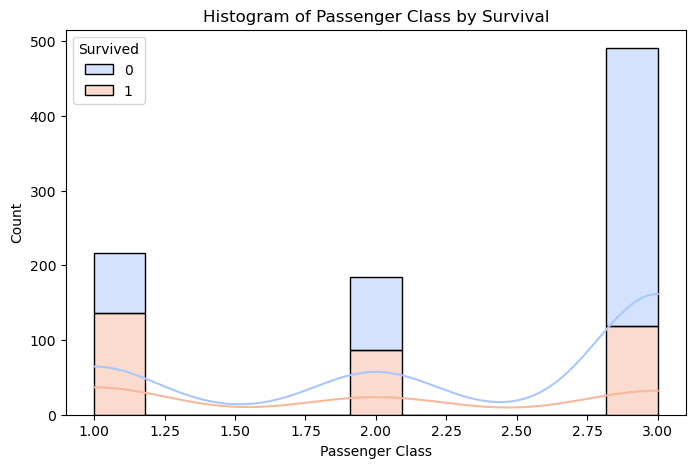 Histogram of Passenger Class by Survival
Survived
0
1
500
400
300
200
100
0
Count
1.00 1.25 1.50 1.75 2.00 2.25 2.50 2.75 3.00
Passenger Class